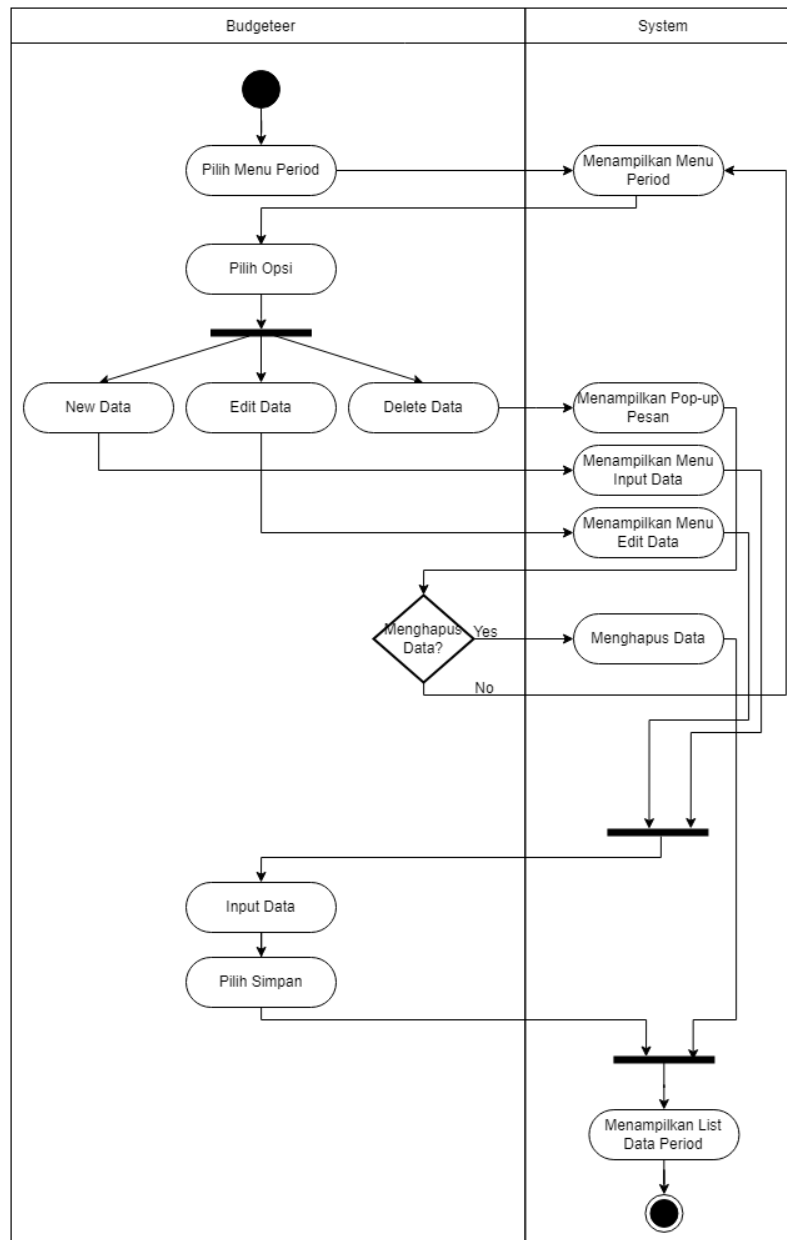 Budgeteer
System
Pilih Menu Period
Menampilkan Menu
Period
Pilih Opsi
New Data
Edit Data
Delete Data
Menampilkan Pop-up
Pesan
Menampilkan Menu
Input Data
Menampilkan Menu
Edit Data
Menghapus
Data?
Yes
Menghapus Data
No
Input Data
Pilih Simpan
Menampilkan List
Data Period